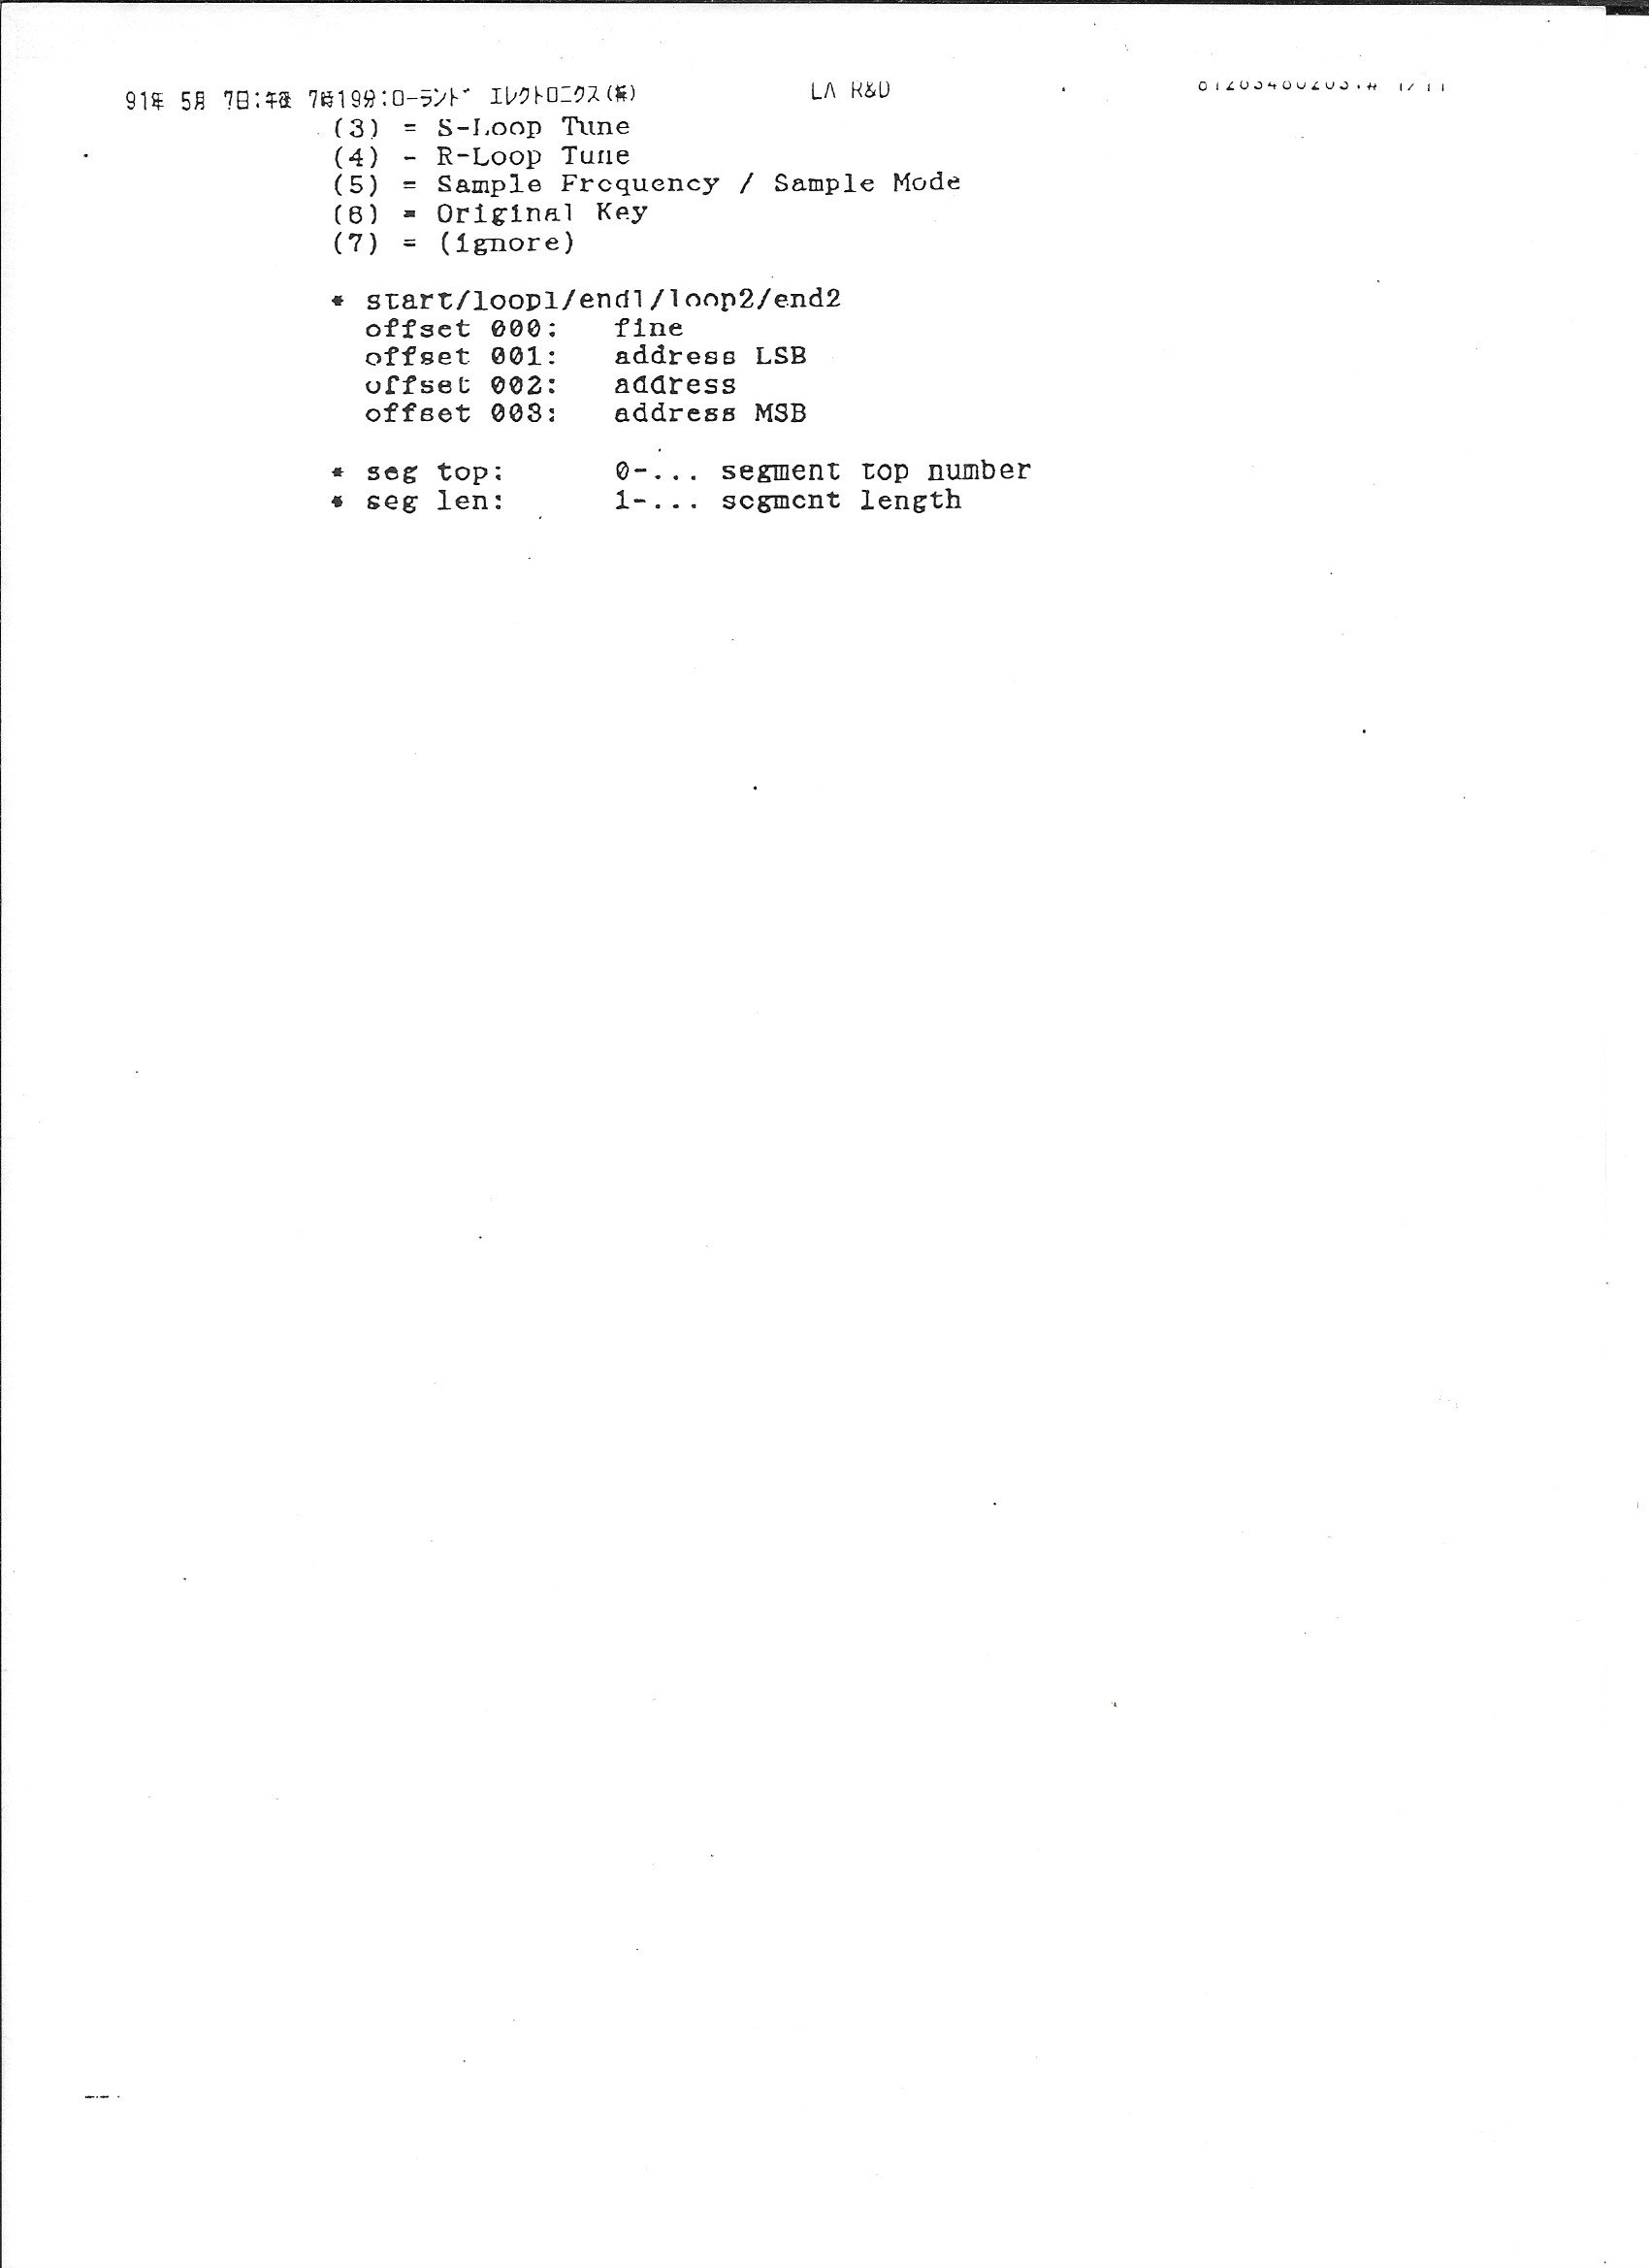 91年 5月 7日:午後 7時19分:ローランド エレクトロニクス(株) LA R&D
(3) = S-Loop Tune
(4) - R-Loop Tune
(5) = Sample Frequency / Sample Mode
(6) = Original Key
(7) = (ignore)
* start/loop1/end1/loop2/end2
offset 000: fine
offset 001: address LSB
offset 002: address
offset 003: address MSB
* seg top: 0-... segment top number
* seg len: 1-... segment length